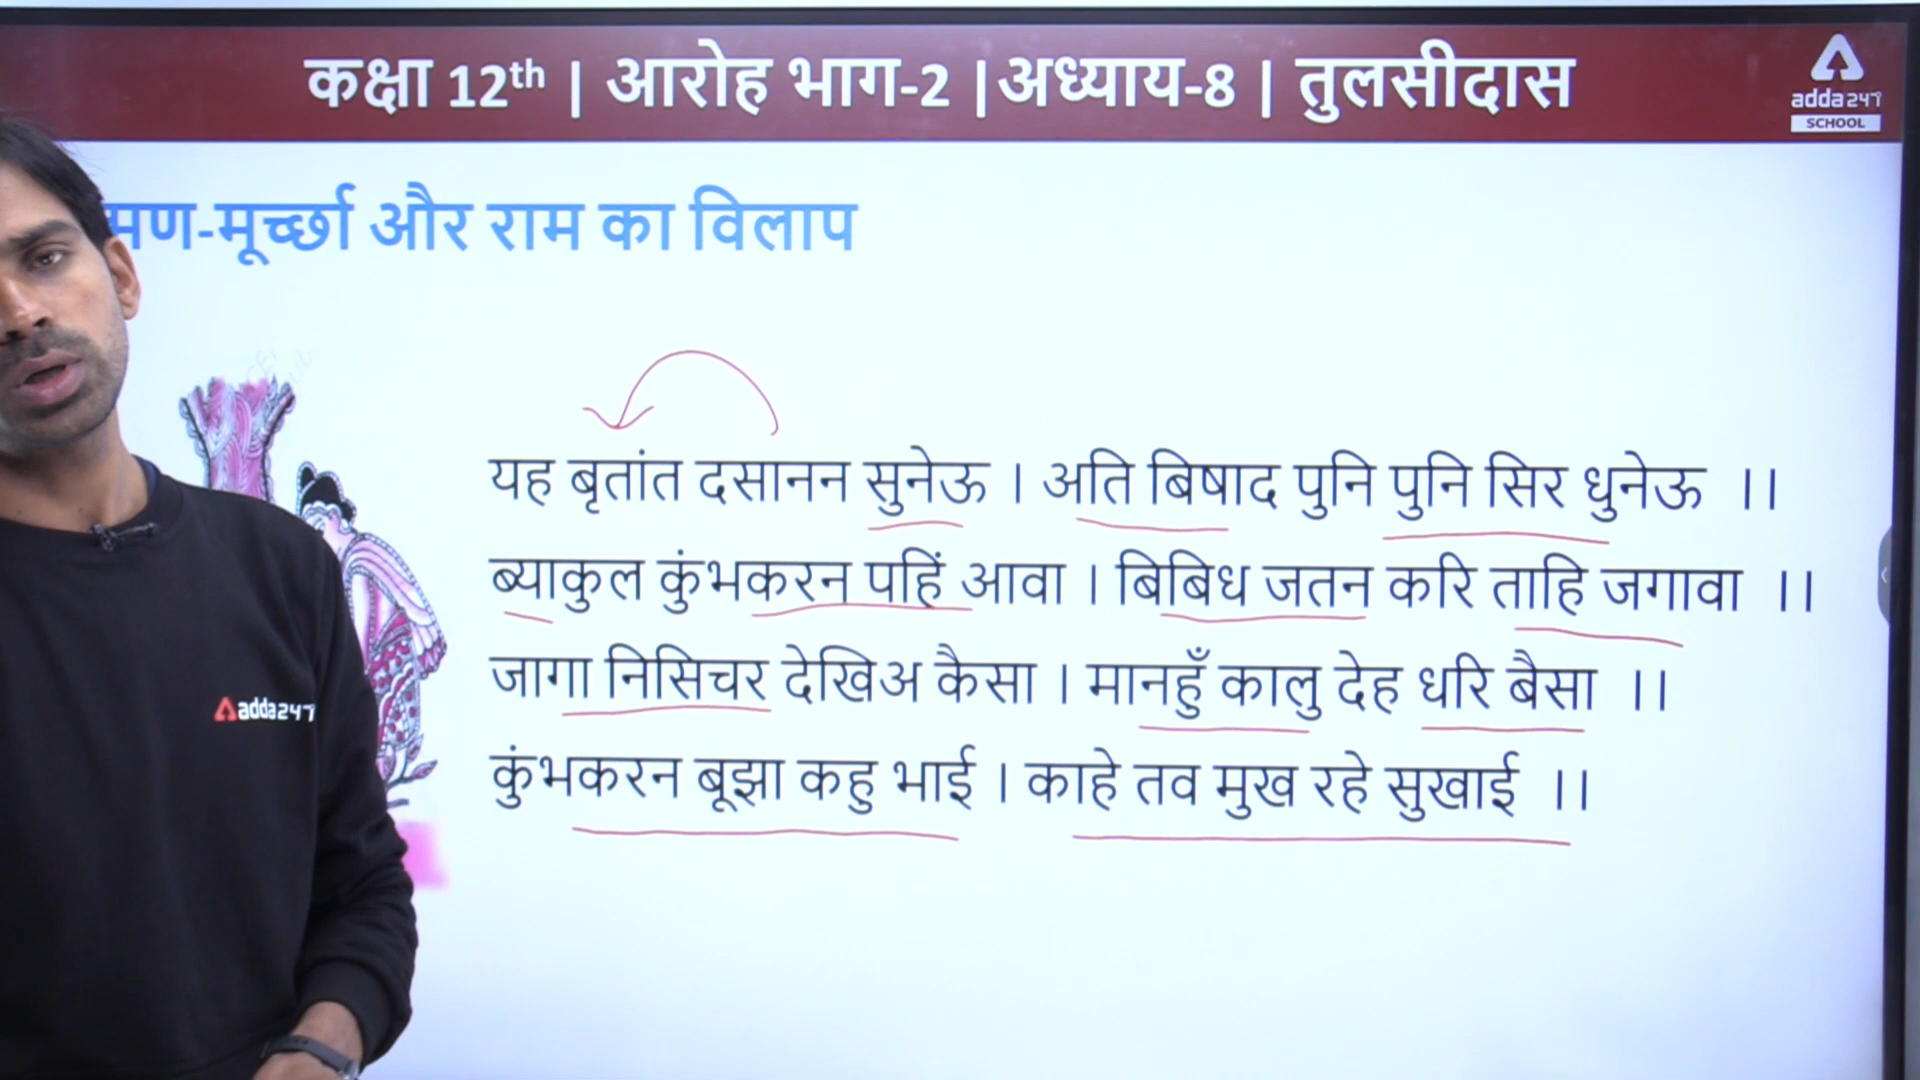 कक्षा 12th | आरोह भाग-2 |अध्याय-8 | तुलसीदास
adda247
SCHOOL
मण-मूर्च्छा और राम का विलाप
यह बृतांत दसानन सुनेऊ । अति बिषाद पुनि पुनि सिर धुनेऊ ।।
ब्याकुल कुंभकरन पहिं आवा । बिबिध जतन करि ताहि जगावा ।।
जागा निसिचर देखिअ कैसा । मानहुँ कालु देह धरि बैसा ।।
कुंभकरन बूझा कहु भाई । काहे तव मुख रहे सुखाई ।।
adda247